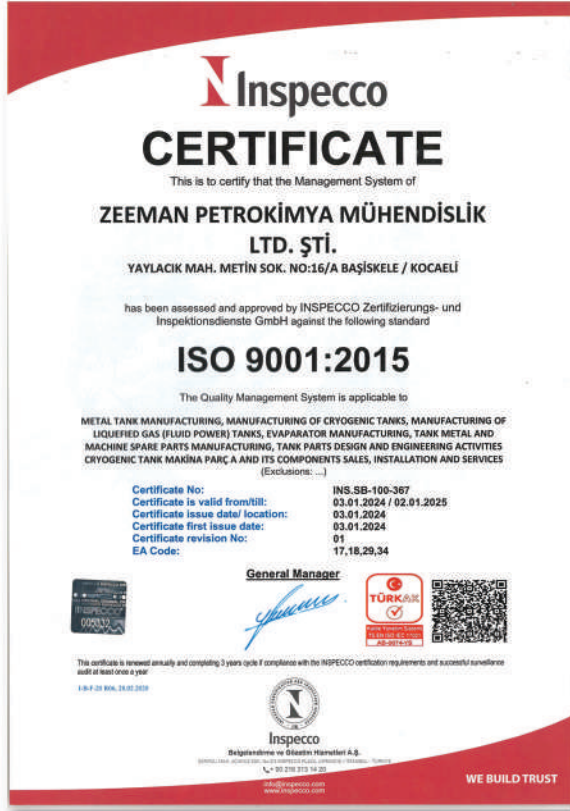 Inspecco
CERTIFICATE
This is to certify that the Management System of
ZEEMAN PETROKİMYA MÜHENDİSLİK
LTD. ŞTİ.
YAYLACIK MAH. METİN SOK. NO:16/A BAŞİSKELE / KOCAELİ
has been assessed and approved by INSPECCO Zertifizierungs- und
Inspektionsdienste GmbH against the following standard
ISO 9001:2015
The Quality Management System is applicable to
METAL TANK MANUFACTURING, MANUFACTURING OF CRYOGENIC TANKS, MANUFACTURING OF
LIQUEFIED GAS (FLUID POWER) TANKS, EVAPORATOR MANUFACTURING, TANK METAL AND
MACHINE SPARE PARTS MANUFACTURING, TANK PARTS DESIGN AND ENGINEERING ACTIVITIES
CRYOGENIC TANK MAKİNA PARÇ A AND ITS COMPONENTS SALES, INSTALLATION AND SERVICES
(Exclusions: ...)
Certificate No: INS.SB-100-367
Certificate is valid from/till: 03.01.2024 / 02.01.2025
Certificate issue date/ location: 03.01.2024
Certificate first issue date: 03.01.2024
Certificate revision No: 01
EA Code: 17,18,29,34
General Manager
INSPECCO
005332
TÜRKAK
This certificate is renewed annually and completing 3 years cycle if compliance with the INSPECCO certification requirements and successful surveillance
audit at least once a year
Inspecco
Belgelendirme ve Gözetim Hizmetleri A.Ş.
+ 90 216 313 14 20
info@inspecco.com
www.inspecco.com
WE BUILD TRUST